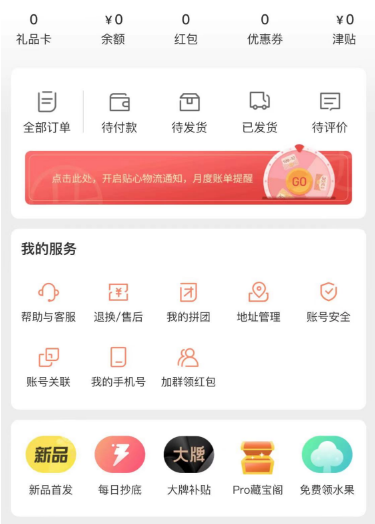 0 ¥0 0 0 ¥0
礼品卡 余额 红包 优惠券 津贴
全部订单 待付款 待发货 已发货 待评价
点击此处，开启贴心物流通知，月度账单提醒 GO
我的服务
帮助与客服 退换/售后 我的拼团 地址管理 账号安全
账号关联 我的手机号 加群领红包
新品 大牌
新品首发 每日抄底 大牌补贴 Pro藏宝阁 免费领水果